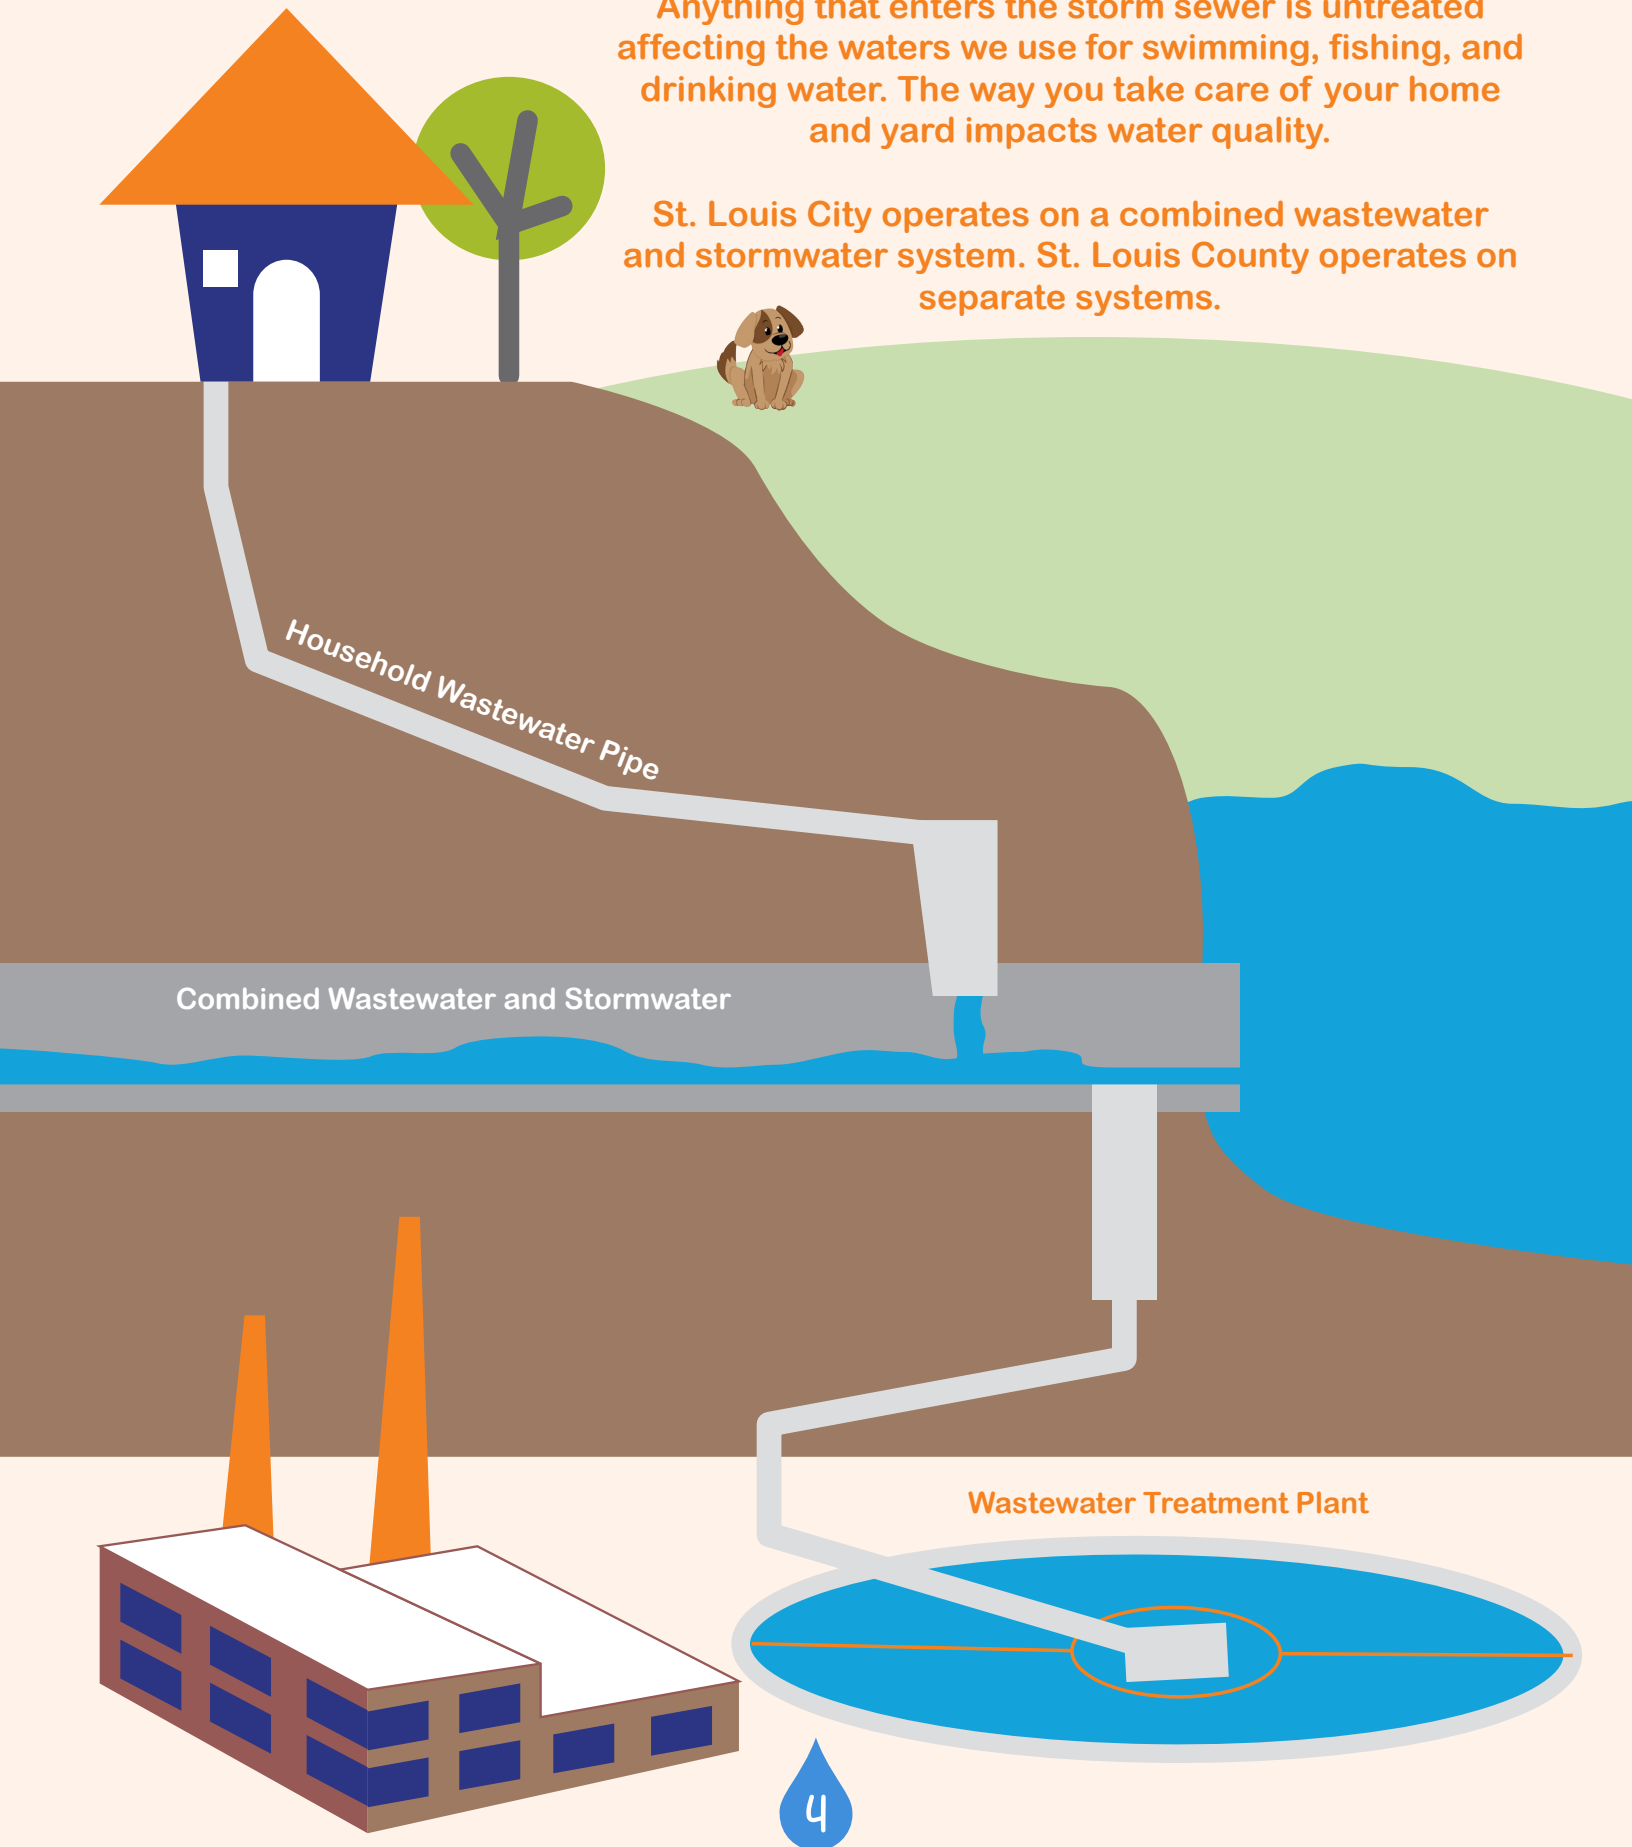 Anything that enters the storm sewer is untreated
affecting the waters we use for swimming, fishing, and
drinking water. The way you take care of your home
and yard impacts water quality.
St. Louis City operates on a combined wastewater
and stormwater system. St. Louis County operates on
separate systems.
Household Wastewater Pipe
Combined Wastewater and Stormwater
Wastewater Treatment Plant
4